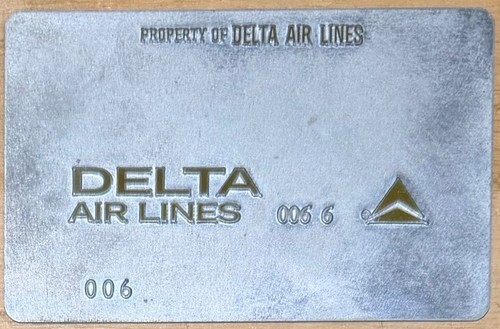 PROPERTY OF DELTA AIR LINES
DELTA
AIR LINES 006 6
006